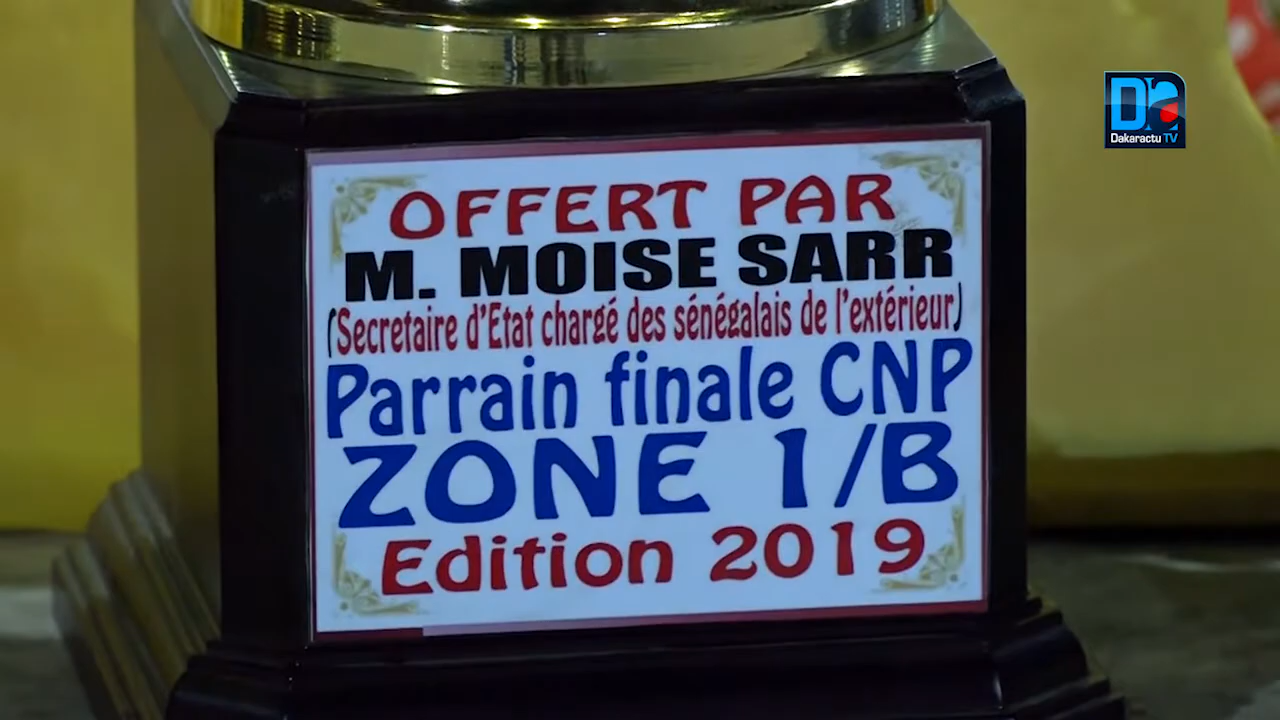 OFFERT PAR
M. MOISE SARR
(Secretaire d'Etat chargé des sénégalais de l'extérieur)
Parrain finale CNP
ZONE 1/B
Edition 2019
Dakaractu TV